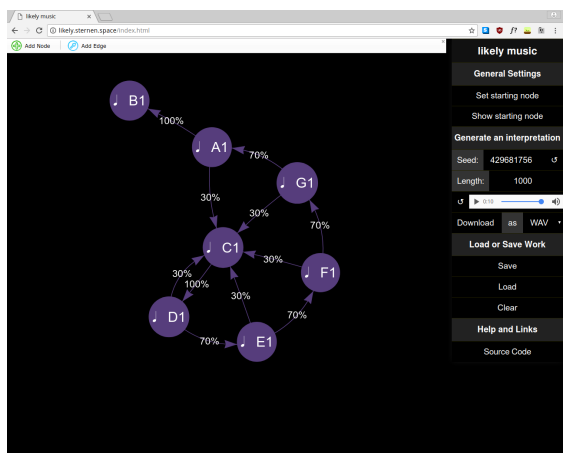 likely music
likely.sternen.space/index.html
f?
Add Node
Add Edge
B1
100%
A1
70%
G1
30%
30%
C1
30%
F1
70%
30%
100%
30%
D1
70%
E1
70%
likely music
General Settings
Set starting node
Show starting node
Generate an interpretation
Seed: 429681756
Length: 1000
0:10
Download as WAV
Load or Save Work
Save
Load
Clear
Help and Links
Source Code